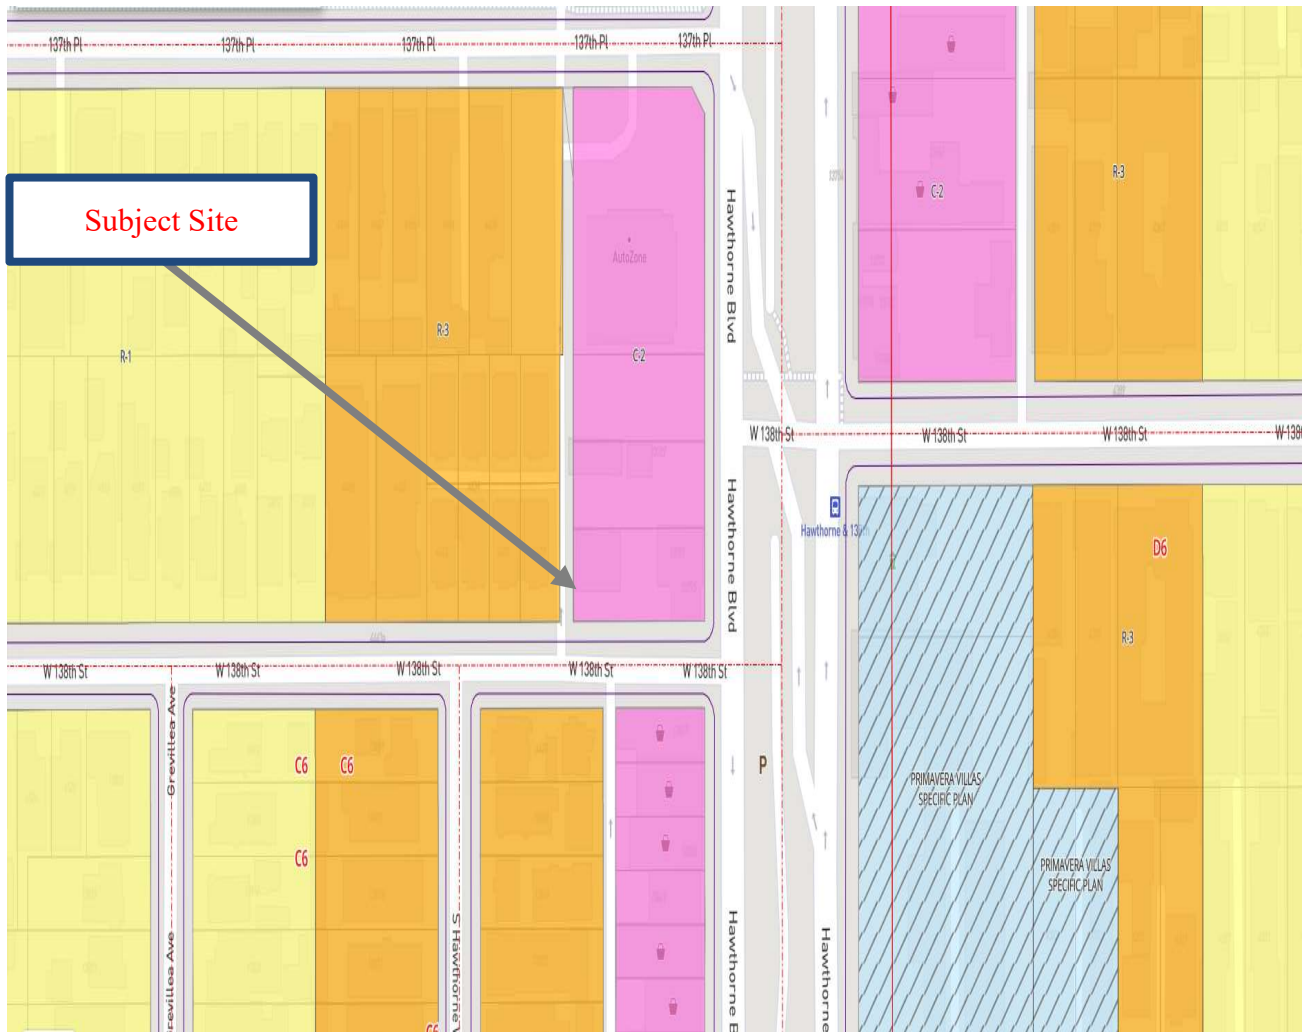 137th Pl
137th Pl
137th Pl
137th Pl
137th Pl
Subject Site
Hawthorne Blvd
C-2
R-3
AutoZone
R-3
C-2
R-1
W 138th St
W 138th St
W 138th St
W 138
Hawthorne Blvd
Hawthorne & 13
D6
R-3
W 138th St
W 138th St
W 138th St
W 138th St
W 138th St
Grevillea Ave
C6
C6
P
PRIMAVERA VILLAS
SPECIFIC PLAN
C6
PRIMAVERA VILLAS
SPECIFIC PLAN
Grevillea Ave
S Hawthorne
Hawthorne B
Hawthorne
C6